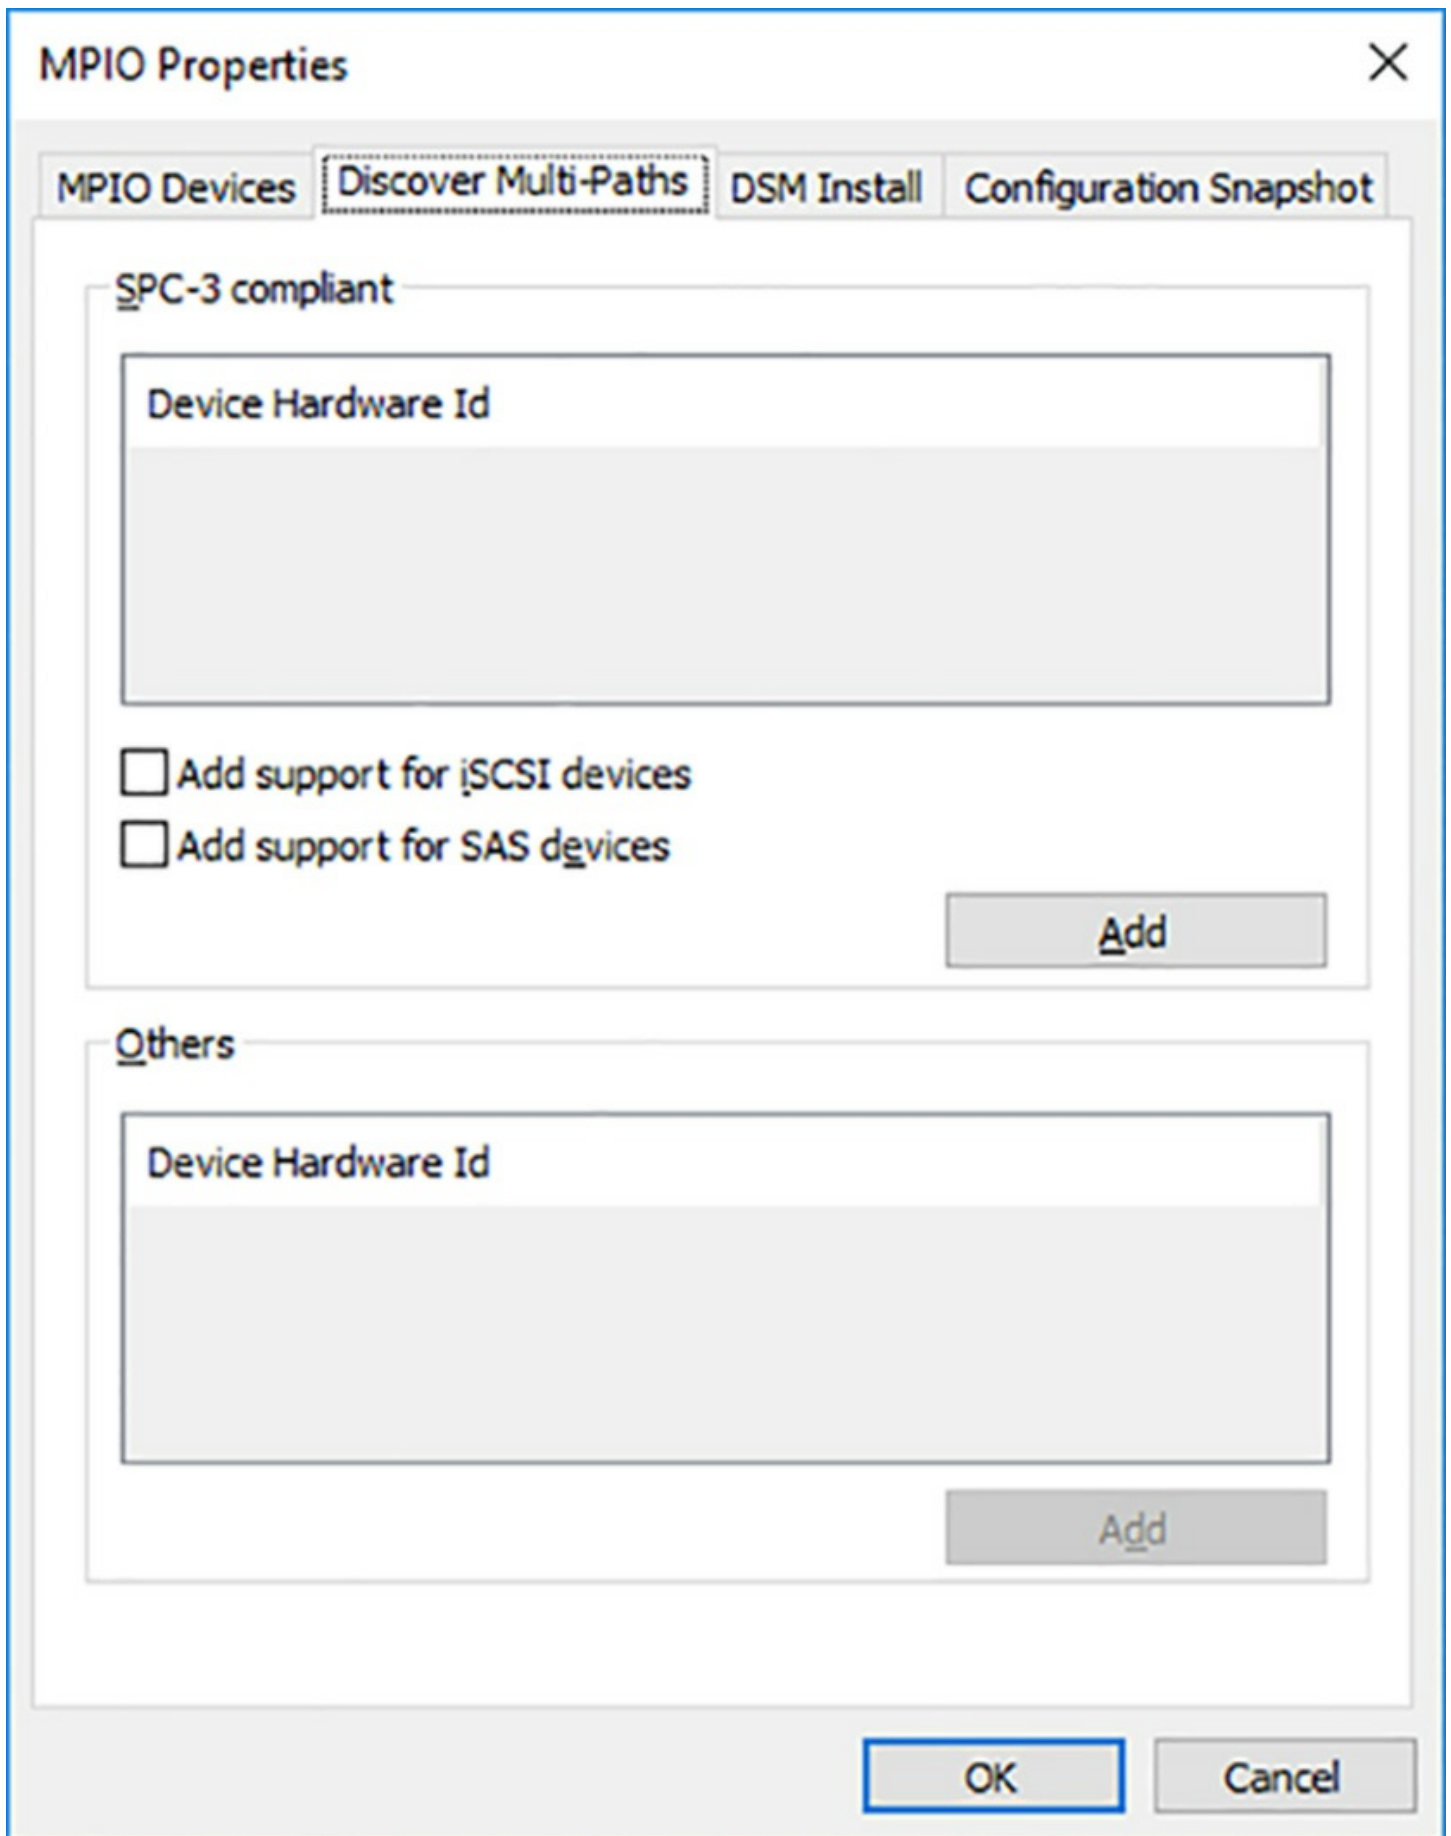 MPIO Properties
MPIO Devices Discover Multi-Paths DSM Install Configuration Snapshot
SPC-3 compliant
Device Hardware Id
Add support for iSCSI devices
Add support for SAS devices
Add
Others
Device Hardware Id
Add
OK Cancel